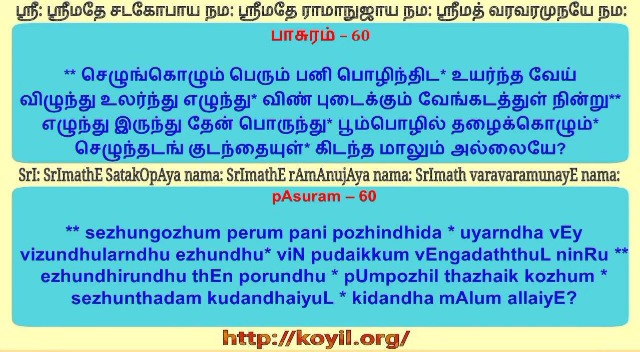 ஸ்ரீ: ஸ்ரீமதே சடகோபாய நம: ஸ்ரீமதே ராமாநுஜாய நம: ஸ்ரீமத் வரவரமுநயே நம:
பாசுரம் – 60
** செழுங்கொழும் பெரும் பனி பொழிந்திட* உயர்ந்த வேய்
விழுந்து உலர்ந்து எழுந்து* விண் புடைக்கும் வேங்கடத்துள் நின்று**
எழுந்து இருந்து தேன் பொருந்து* பூம்பொழில் தழைக்கொழும்*
செழுந்தடங் குடந்தையுள்* கிடந்த மாலும் அல்லையே?
SrI: SrImathE SatakOpAya nama: SrImathE rAmAnujAya nama: SrImath varavaramunayE nama:
pAsuram – 60
** sezhungozhum perum pani pozhindhida * uyarndha vEy
vizundhularndhu ezhundhu* viN pudaikkum vEngadaththuL ninRu **
ezhundhirundhu thEn porundhu * pUmpozhil thazhaik kozhum *
sezhunthadam kudandhaiyuL * kidandha mAlum allaiyE?
http://koyil.org/